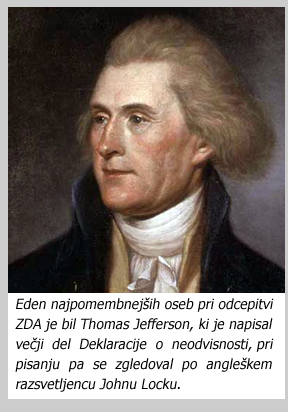 Eden najpomembnejših oseb pri odcepitvi
ZDA je bil Thomas Jefferson, ki je napisal
večji del Deklaracije o neodvisnosti, pri
pisanju pa se zgledoval po angleškem
razsvetljencu Johnu Locku.